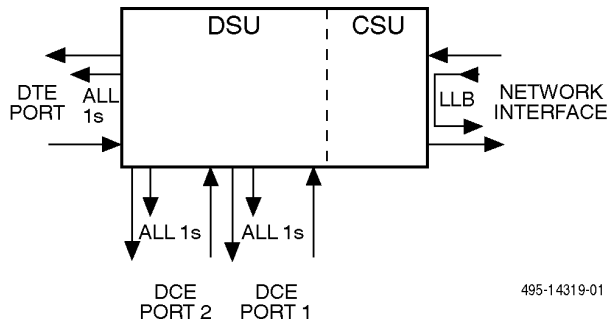 DSU
CSU
DTE
PORT
ALL
1s
LLB
NETWORK
INTERFACE
ALL 1s
ALL 1s
DCE
PORT 2
DCE
PORT 1
495-14319-01